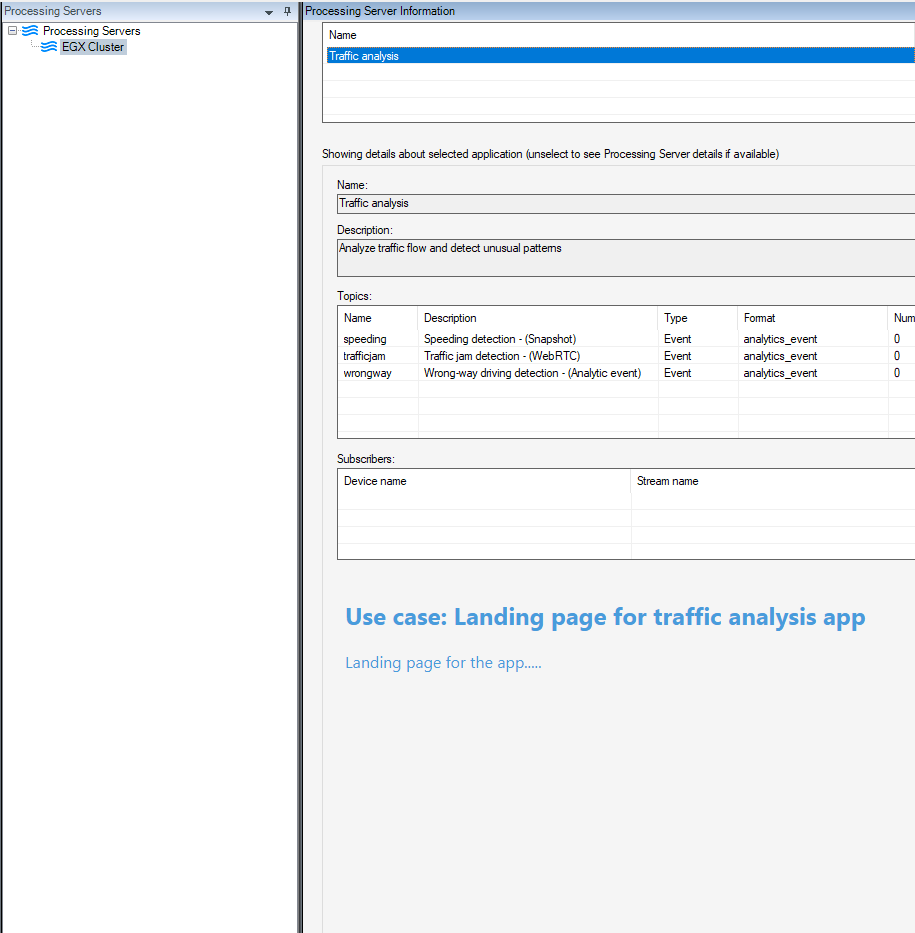 Processing Servers
Processing Servers
EGX Cluster
Processing Server Information
Name
Traffic analysis
Showing details about selected application (unselect to see Processing Server details if available)
Name:
Traffic analysis
Description:
Analyze traffic flow and detect unusual patterns
Topics:
Name Description Type Format Num
speeding Speeding detection - (Snapshot) Event analytics_event 0
trafficjam Traffic jam detection - (WebRTC) Event analytics_event 0
wrongway Wrong-way driving detection - (Analytic event) Event analytics_event 0
Subscribers:
Device name Stream name
Use case: Landing page for traffic analysis app
Landing page for the app.....